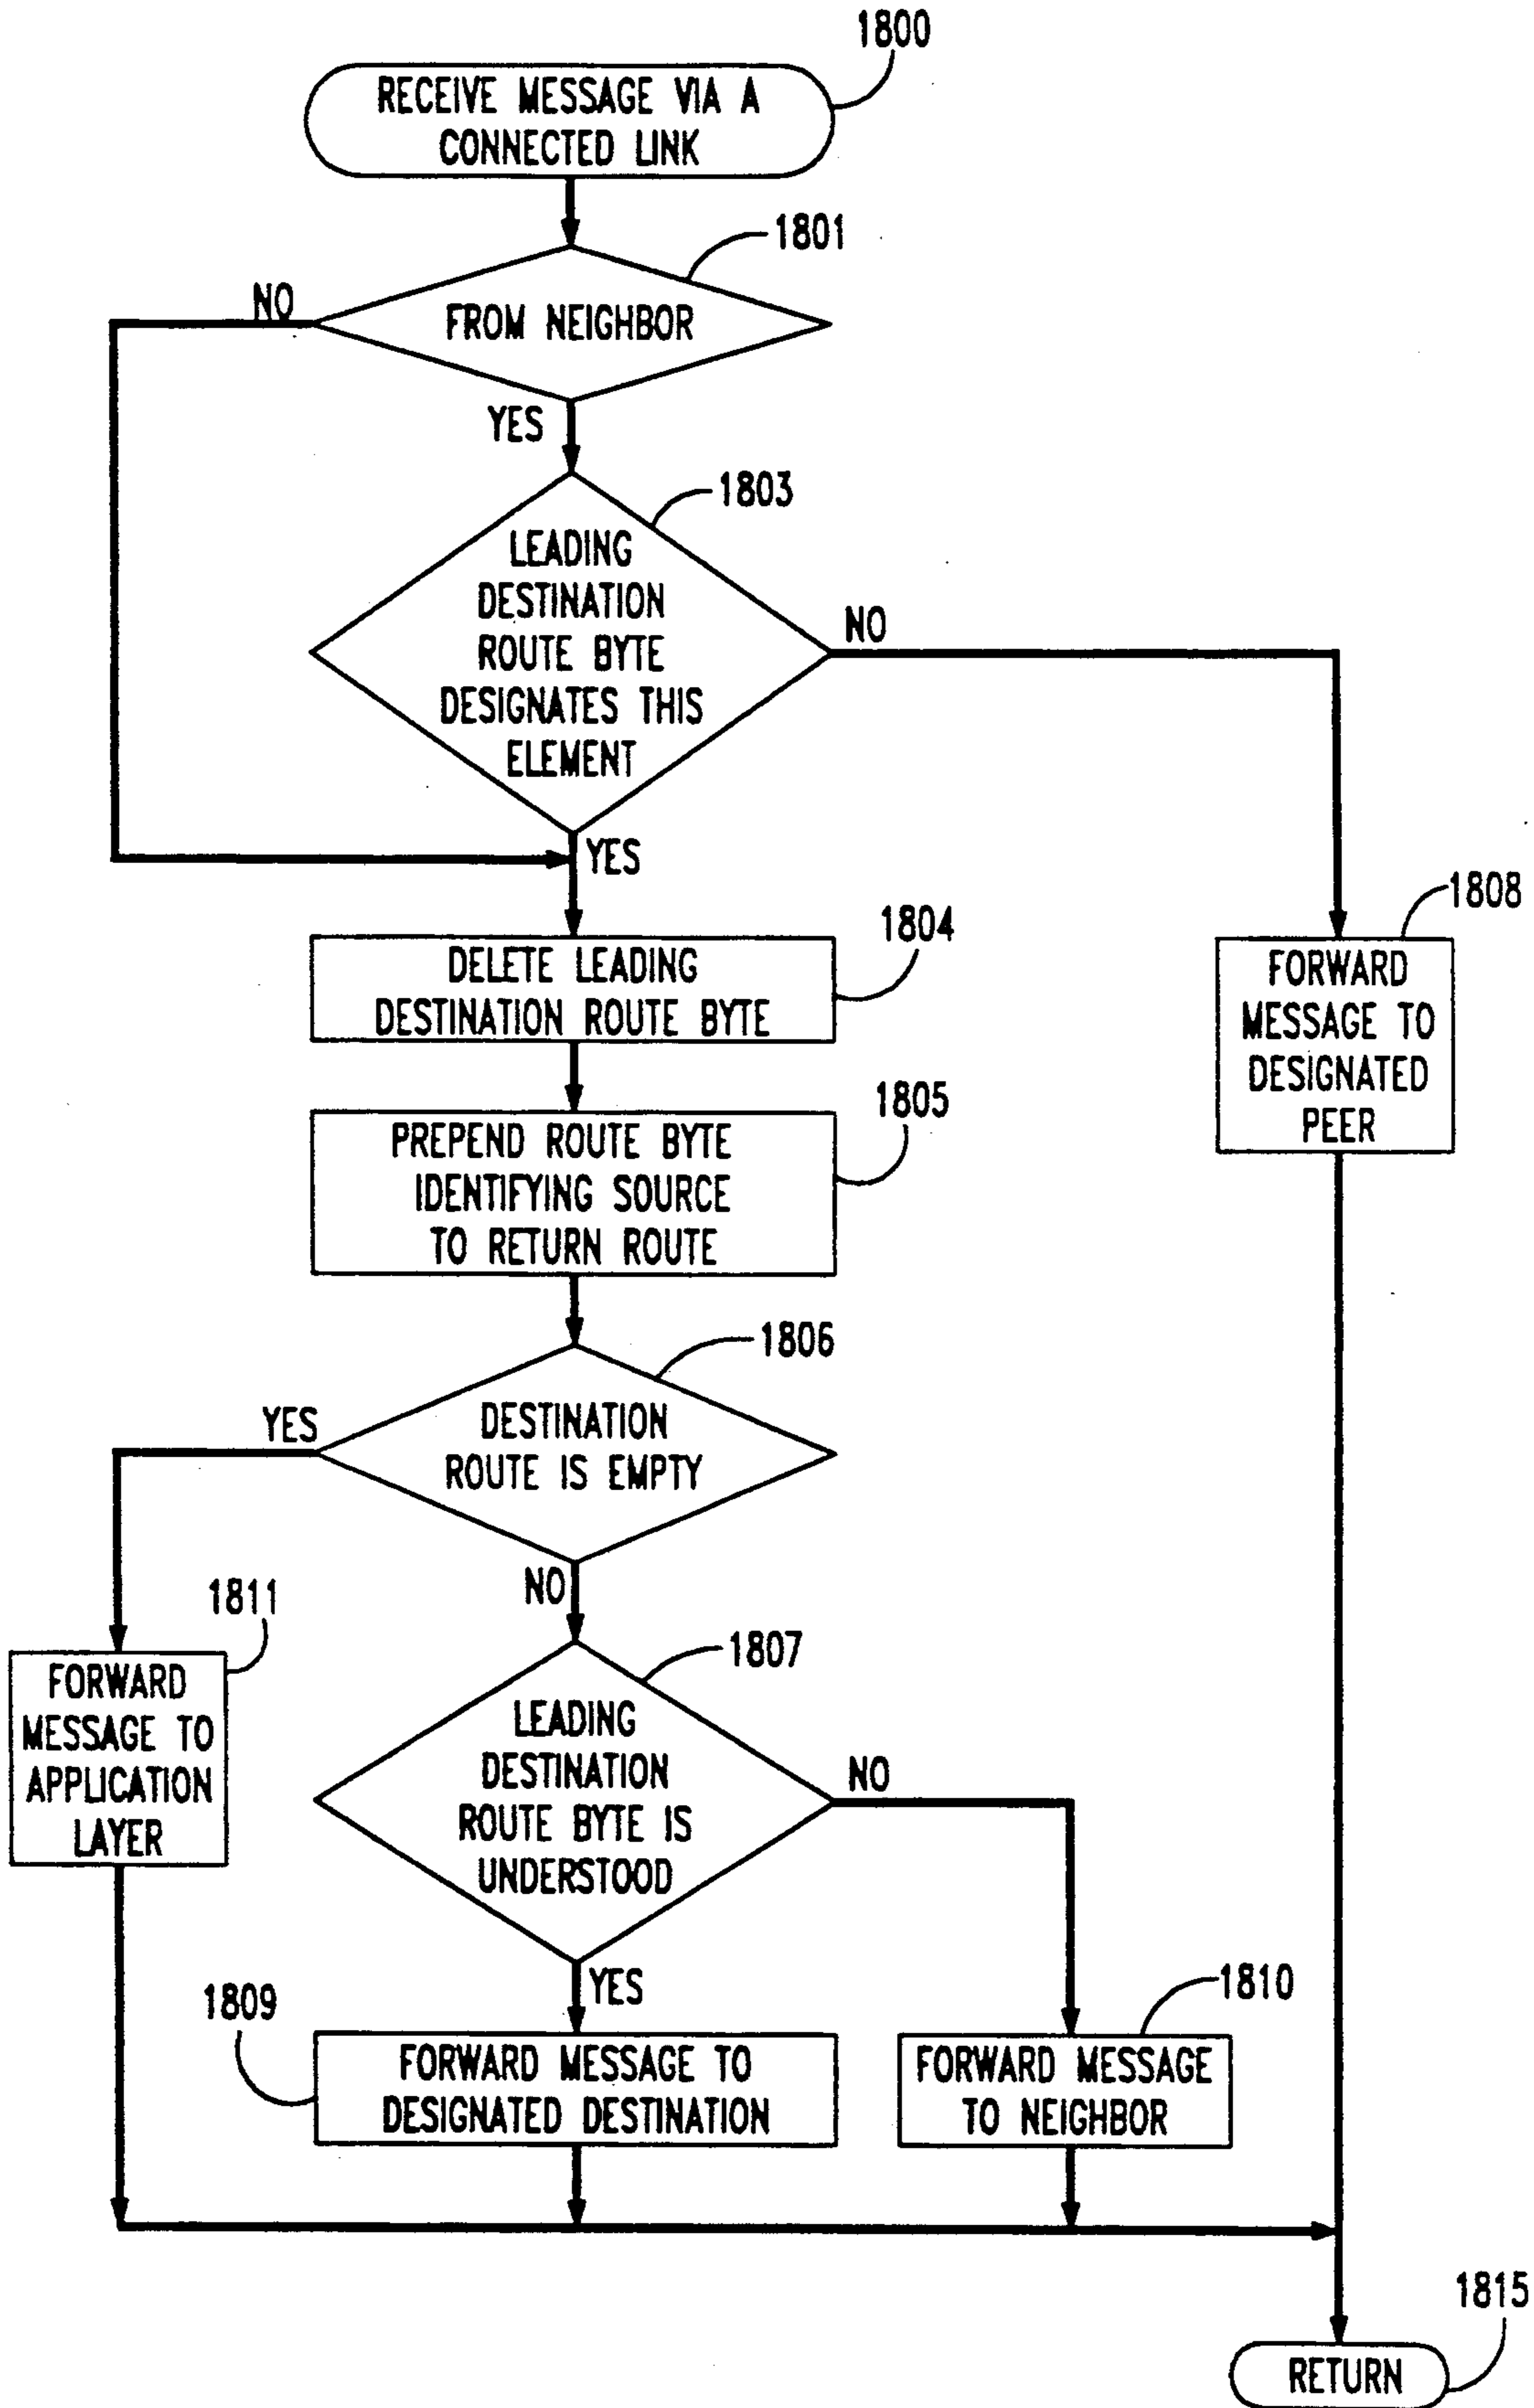 1800
RECEIVE MESSAGE VIA A
CONNECTED LINK
1801
NO
FROM NEIGHBOR
YES
1803
LEADING
DESTINATION
ROUTE BYTE
DESIGNATES THIS
ELEMENT
NO
YES
1804
DELETE LEADING
DESTINATION ROUTE BYTE
1808
FORWARD
MESSAGE TO
DESIGNATED
PEER
1805
PREPEND ROUTE BYTE
IDENTIFYING SOURCE
TO RETURN ROUTE
1806
YES
DESTINATION
ROUTE IS EMPTY
NO
1811
FORWARD
MESSAGE TO
APPLICATION
LAYER
1807
LEADING
DESTINATION
ROUTE BYTE IS
UNDERSTOOD
NO
YES
1809
FORWARD MESSAGE TO
DESIGNATED DESTINATION
1810
FORWARD MESSAGE
TO NEIGHBOR
1815
RETURN